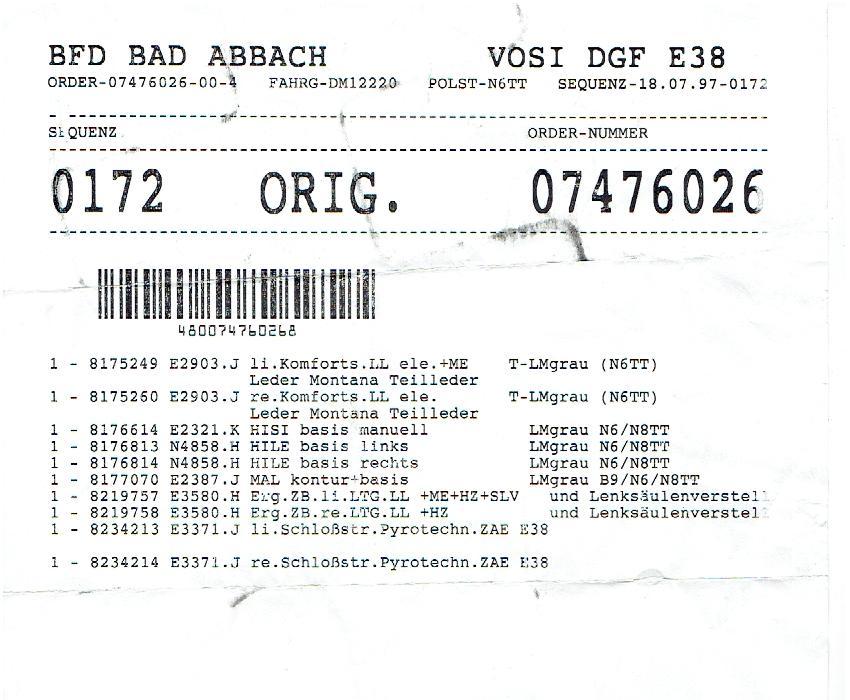 BFD BAD ABBACH VOSI DGF E38
ORDER-07476026-00-4 FAHRG-DM12220 POLST-N6TT SEQUENZ-18.07.97-0172
SEQUENZ ORDER-NUMMER
0172 ORIG. 07476026
480074760268
1 - 8175249 E2903.J li.Komforts.LL ele.+ME T-LMgrau (N6TT)
Leder Montana Teilleder
1 - 8175260 E2903.J re.Komforts.LL ele. T-LMgrau (N6TT)
Leder Montana Teilleder
1 - 8176614 E2321.K HISI basis manuell LMgrau N6/N8TT
1 - 8176813 N4858.H HILE basis links LMgrau N6/N8TT
1 - 8176814 N4858.H HILE basis rechts LMgrau N6/N8TT
1 - 8177070 E2387.J MAL kontur+basis LMgrau B9/N6/N8TT
1 - 8219757 E3580.H Erg.ZB.li.LTG.LL +ME+HZ+SLV und Lenksäulenverstell
1 - 8219758 E3580.H Erg.ZB.re.LTG.LL +HZ und Lenksäulenverstell
1 - 8234213 E3371.J li.Schloßstr.Pyrotechn.ZAE E38
1 - 8234214 E3371.J re.Schloßstr.Pyrotechn.ZAE E38